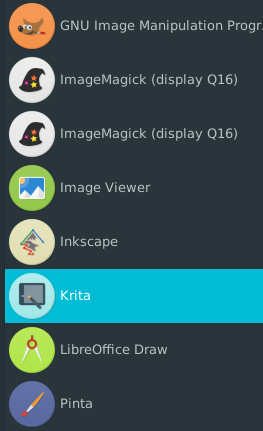 GNU Image Manipulation Progr
ImageMagick (display Q16)
ImageMagick (display Q16)
Image Viewer
Inkscape
Krita
LibreOffice Draw
Pinta